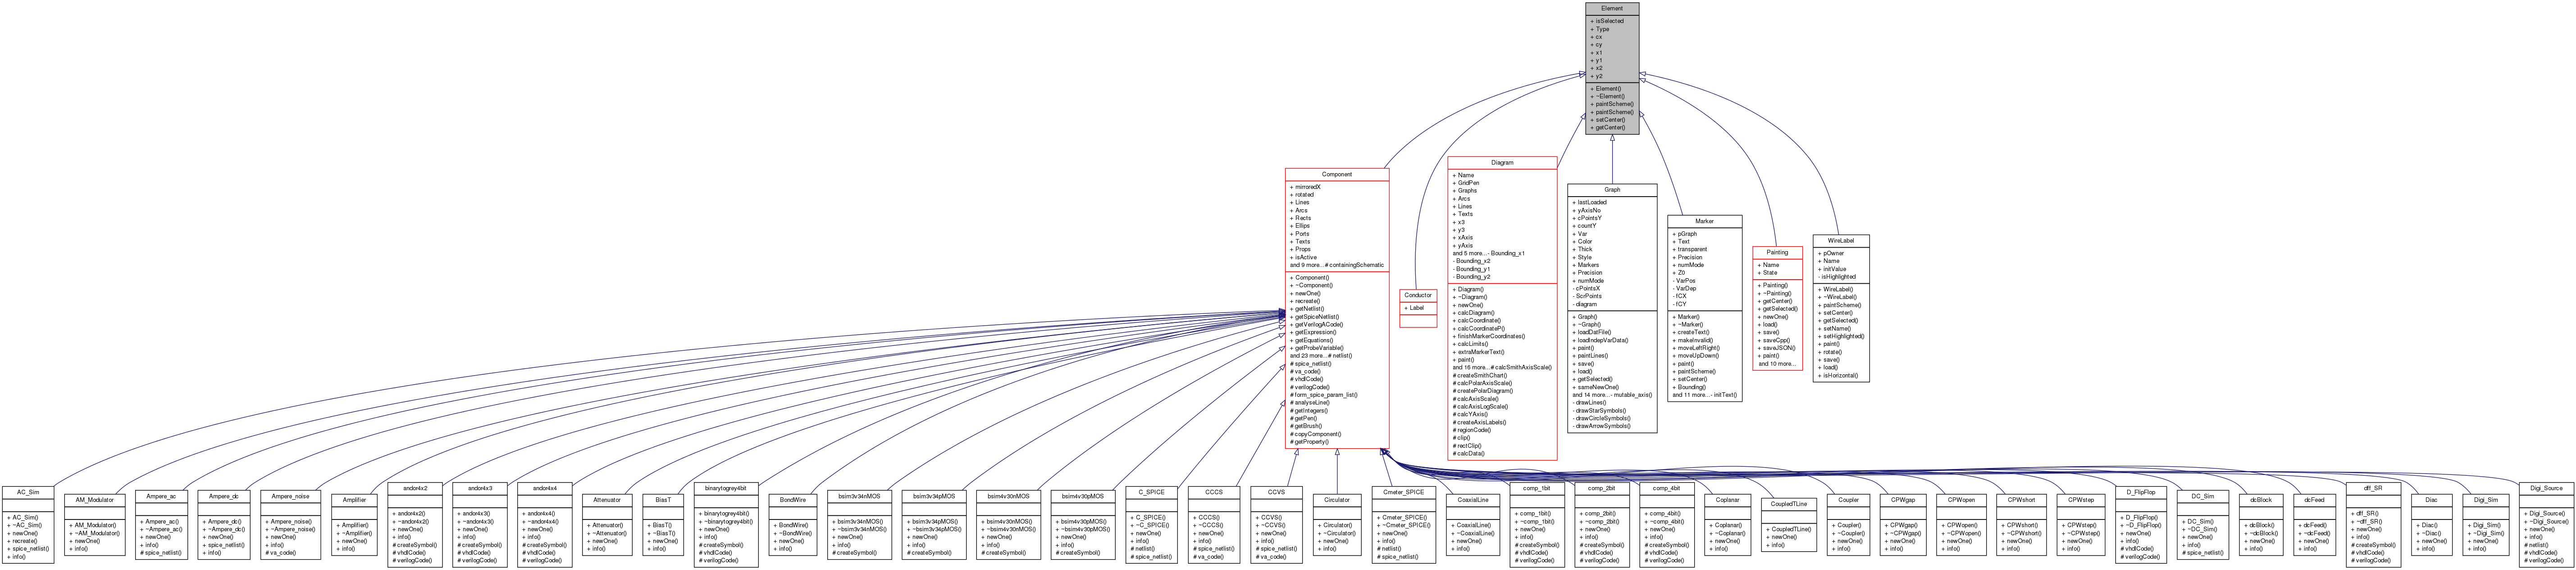 Element
+ isSelected
+ Type
+ cx
+ cy
+ x1
+ y1
+ x2
+ y2
+ Element()
+ ~Element()
+ paintScheme()
+ paintScheme()
+ setCenter()
+ getCenter()
Component
+ mirroredX
+ rotated
+ Lines
+ Arcs
+ Rects
+ Ellips
+ Ports
+ Texts
+ Props
+ isActive
and 9 more...# containingSchematic
+ Component()
+ ~Component()
+ newOne()
+ recreate()
+ getNetlist()
+ getSpiceNetlist()
+ getVerilogACode()
+ getExpression()
+ getEquations()
+ getProbeVariable()
and 23 more...# netlist()
# spice_netlist()
# va_code()
# vhdlCode()
# verilogCode()
# form_spice_param_list()
# analyseLine()
# getIntegers()
# getPen()
# getBrush()
# copyComponent()
# getProperty()
Conductor
+ Label
Diagram
+ Name
+ GridPen
+ Graphs
+ Arcs
+ Lines
+ Texts
+ x3
+ y3
+ xAxis
+ yAxis
and 5 more...- Bounding_x1
- Bounding_x2
- Bounding_y1
- Bounding_y2
+ Diagram()
+ ~Diagram()
+ newOne()
+ calcDiagram()
+ calcCoordinate()
+ calcCoordinateP()
+ finishMarkerCoordinates()
+ calcLimits()
+ extraMarkerText()
+ paint()
and 16 more...# calcSmithAxisScale()
# createSmithChart()
# calcPolarAxisScale()
# createPolarDiagram()
# calcAxisScale()
# calcAxisLogScale()
# calcYAxis()
# createAxisLabels()
# regionCode()
# clip()
# rectClip()
# calcData()
Graph
+ lastLoaded
+ yAxisNo
+ cPointsY
+ countY
+ Var
+ Color
+ Thick
+ Style
+ Markers
+ Precision
+ numMode
- cPointsX
- ScrPoints
- diagram
+ Graph()
+ ~Graph()
+ loadDatFile()
+ loadIndepVarData()
+ paint()
+ paintLines()
+ save()
+ load()
+ getSelected()
+ sameNewOne()
and 14 more...- mutable_axis()
- drawLines()
- drawStarSymbols()
- drawCircleSymbols()
- drawArrowSymbols()
Marker
+ pGraph
+ Text
+ transparent
+ Precision
+ numMode
+ Z0
- VarPos
- VarDep
- fCX
- fCY
+ Marker()
+ ~Marker()
+ createText()
+ makeInvalid()
+ moveLeftRight()
+ moveUpDown()
+ paint()
+ paintScheme()
+ setCenter()
+ Bounding()
and 11 more...- initText()
Painting
+ Name
+ State
+ Painting()
+ ~Painting()
+ getCenter()
+ getSelected()
+ newOne()
+ load()
+ save()
+ saveCpp()
+ saveJSON()
+ paint()
and 10 more...
WireLabel
+ pOwner
+ Name
+ initValue
- isHighlighted
+ WireLabel()
+ ~WireLabel()
+ paintScheme()
+ setCenter()
+ getSelected()
+ setName()
+ setHighlighted()
+ paint()
+ rotate()
+ save()
+ load()
+ isHorizontal()
AC_Sim
+ AC_Sim()
+ ~AC_Sim()
+ newOne()
+ recreate()
+ spice_netlist()
+ info()
AM_Modulator
+ AM_Modulator()
+ ~AM_Modulator()
+ newOne()
+ info()
Ampere_ac
+ Ampere_ac()
+ ~Ampere_ac()
+ newOne()
+ info()
# spice_netlist()
Ampere_dc
+ Ampere_dc()
+ ~Ampere_dc()
+ newOne()
+ spice_netlist()
+ info()
Ampere_noise
+ Ampere_noise()
+ ~Ampere_noise()
+ newOne()
+ info()
# va_code()
Amplifier
+ Amplifier()
+ ~Amplifier()
+ newOne()
+ info()
andor4x2
+ andor4x2()
+ ~andor4x2()
+ newOne()
+ info()
# createSymbol()
# vhdlCode()
# verilogCode()
andor4x3
+ andor4x3()
+ ~andor4x3()
+ newOne()
+ info()
# createSymbol()
# vhdlCode()
# verilogCode()
andor4x4
+ andor4x4()
+ ~andor4x4()
+ newOne()
+ info()
# createSymbol()
# vhdlCode()
# verilogCode()
Attenuator
+ Attenuator()
+ ~Attenuator()
+ newOne()
+ info()
BiasT
+ BiasT()
+ ~BiasT()
+ newOne()
+ info()
binarytogrey4bit
+ binarytogrey4bit()
+ ~binarytogrey4bit()
+ newOne()
+ info()
# createSymbol()
# vhdlCode()
# verilogCode()
BondWire
+ BondWire()
+ ~BondWire()
+ newOne()
+ info()
bsim3v34nMOS
+ bsim3v34nMOS()
+ ~bsim3v34nMOS()
+ newOne()
+ info()
# createSymbol()
bsim3v34pMOS
+ bsim3v34pMOS()
+ ~bsim3v34pMOS()
+ newOne()
+ info()
# createSymbol()
bsim4v30nMOS
+ bsim4v30nMOS()
+ ~bsim4v30nMOS()
+ newOne()
+ info()
# createSymbol()
bsim4v30pMOS
+ bsim4v30pMOS()
+ ~bsim4v30pMOS()
+ newOne()
+ info()
# createSymbol()
C_SPICE
+ C_SPICE()
+ ~C_SPICE()
+ newOne()
+ info()
# netlist()
# spice_netlist()
CCCS
+ CCCS()
+ ~CCCS()
+ newOne()
+ info()
# spice_netlist()
# va_code()
CCVS
+ CCVS()
+ ~CCVS()
+ newOne()
+ info()
# spice_netlist()
# va_code()
Circulator
+ Circulator()
+ ~Circulator()
+ newOne()
+ info()
Cmeter_SPICE
+ Cmeter_SPICE()
+ ~Cmeter_SPICE()
+ newOne()
+ info()
# netlist()
# spice_netlist()
CoaxialLine
+ CoaxialLine()
+ ~CoaxialLine()
+ newOne()
+ info()
comp_1bit
+ comp_1bit()
+ ~comp_1bit()
+ newOne()
+ info()
# createSymbol()
# vhdlCode()
# verilogCode()
comp_2bit
+ comp_2bit()
+ ~comp_2bit()
+ newOne()
+ info()
# createSymbol()
# vhdlCode()
# verilogCode()
comp_4bit
+ comp_4bit()
+ ~comp_4bit()
+ newOne()
+ info()
# createSymbol()
# vhdlCode()
# verilogCode()
Coplanar
+ Coplanar()
+ ~Coplanar()
+ newOne()
+ info()
CoupledTLine
+ CoupledTLine()
+ newOne()
+ info()
Coupler
+ Coupler()
+ ~Coupler()
+ newOne()
+ info()
CPWgap
+ CPWgap()
+ ~CPWgap()
+ newOne()
+ info()
CPWopen
+ CPWopen()
+ ~CPWopen()
+ newOne()
+ info()
CPWshort
+ CPWshort()
+ ~CPWshort()
+ newOne()
+ info()
CPWstep
+ CPWstep()
+ ~CPWstep()
+ newOne()
+ info()
D_FlipFlop
+ D_FlipFlop()
+ ~D_FlipFlop()
+ newOne()
+ info()
# vhdlCode()
# verilogCode()
DC_Sim
+ DC_Sim()
+ ~DC_Sim()
+ newOne()
+ info()
# spice_netlist()
dcBlock
+ dcBlock()
+ ~dcBlock()
+ newOne()
+ info()
dcFeed
+ dcFeed()
+ ~dcFeed()
+ newOne()
+ info()
dff_SR
+ dff_SR()
+ ~dff_SR()
+ newOne()
+ info()
# createSymbol()
# vhdlCode()
# verilogCode()
Diac
+ Diac()
+ ~Diac()
+ newOne()
+ info()
Digi_Sim
+ Digi_Sim()
+ ~Digi_Sim()
+ newOne()
+ info()
Digi_Source
+ Digi_Source()
+ ~Digi_Source()
+ newOne()
+ info()
# netlist()
# vhdlCode()
# verilogCode()